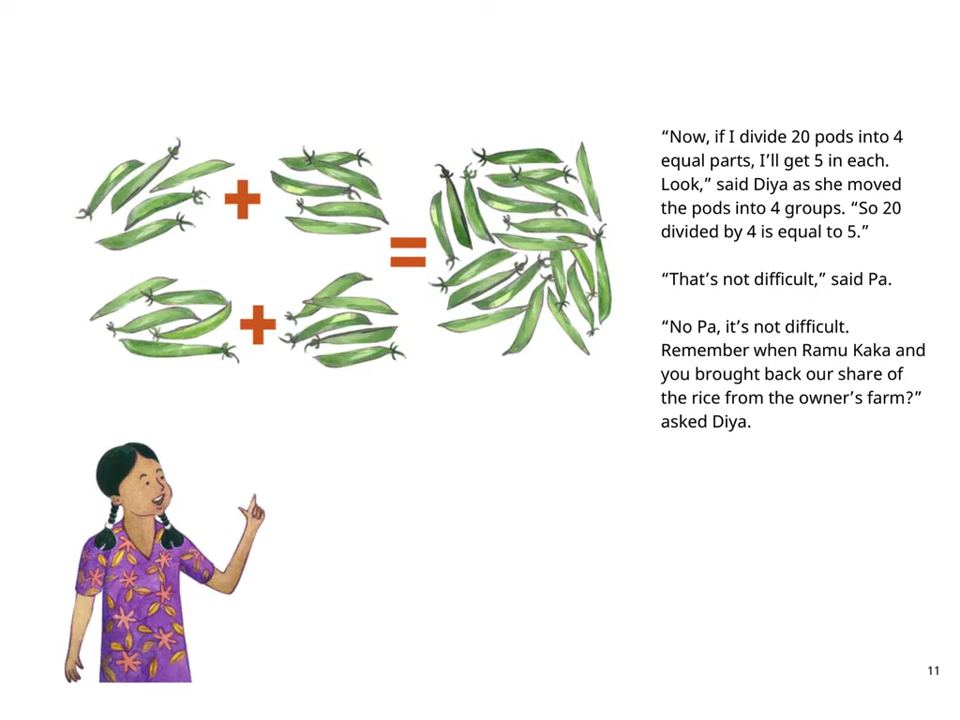 “Now, if I divide 20 pods into 4
equal parts, I’ll get 5 in each.
Look,” said Diya as she moved
the pods into 4 groups. “So 20
divided by 4 is equal to 5.”
“That’s not difficult,” said Pa.
“No Pa, it’s not difficult.
Remember when Ramu Kaka and
you brought back our share of
the rice from the owner’s farm?”
asked Diya.
11